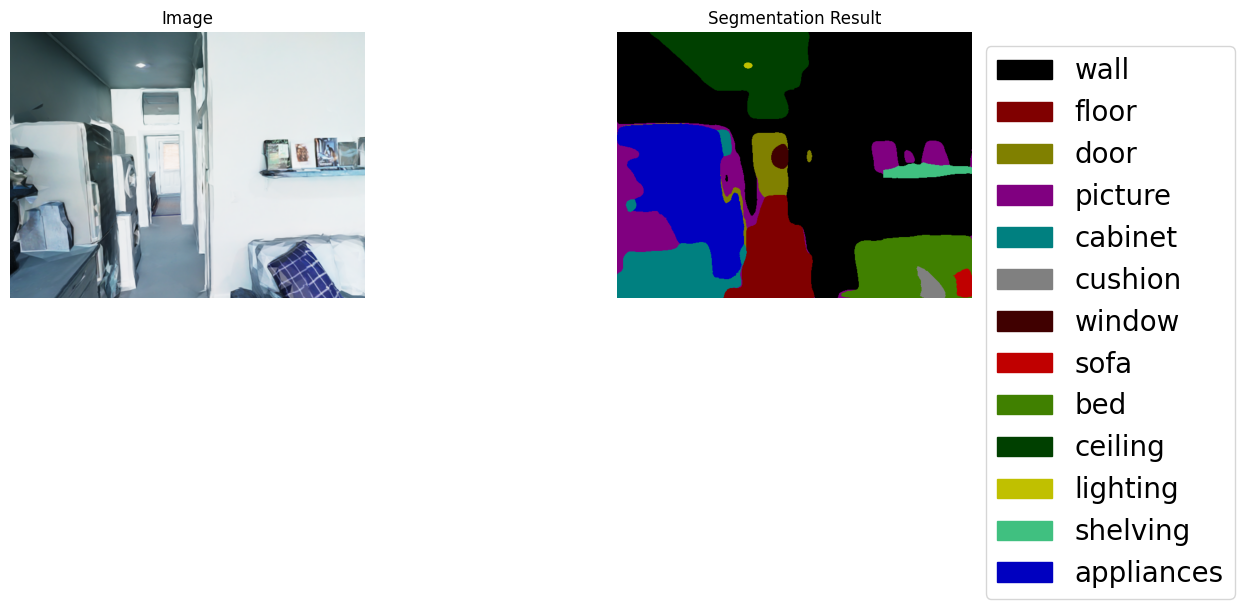 Image
Segmentation Result
wall
floor
door
picture
cabinet
cushion
window
sofa
bed
ceiling
lighting
shelving
appliances